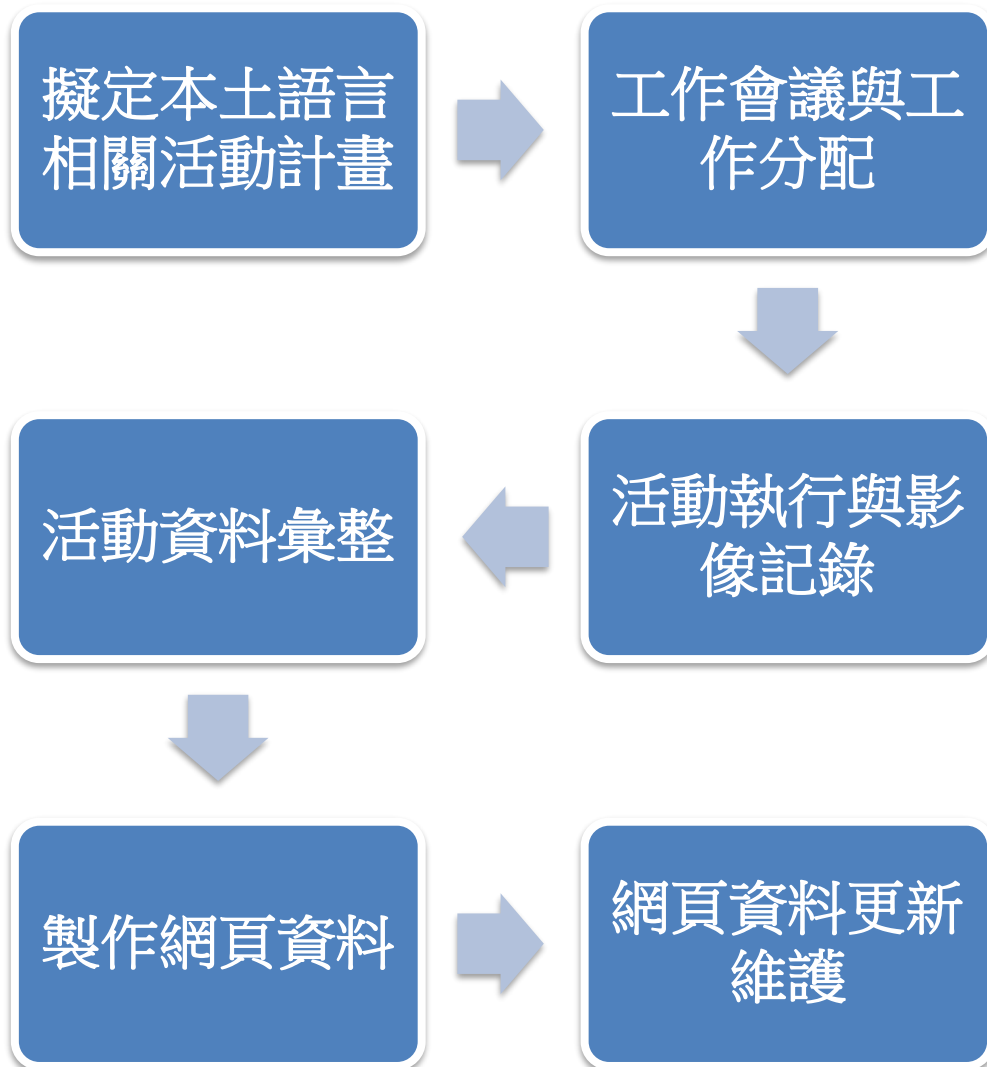 擬定本土語言
相關活動計畫
工作會議與工
作分配
活動執行與影
像記錄
活動資料彙整
製作網頁資料
網頁資料更新
維護